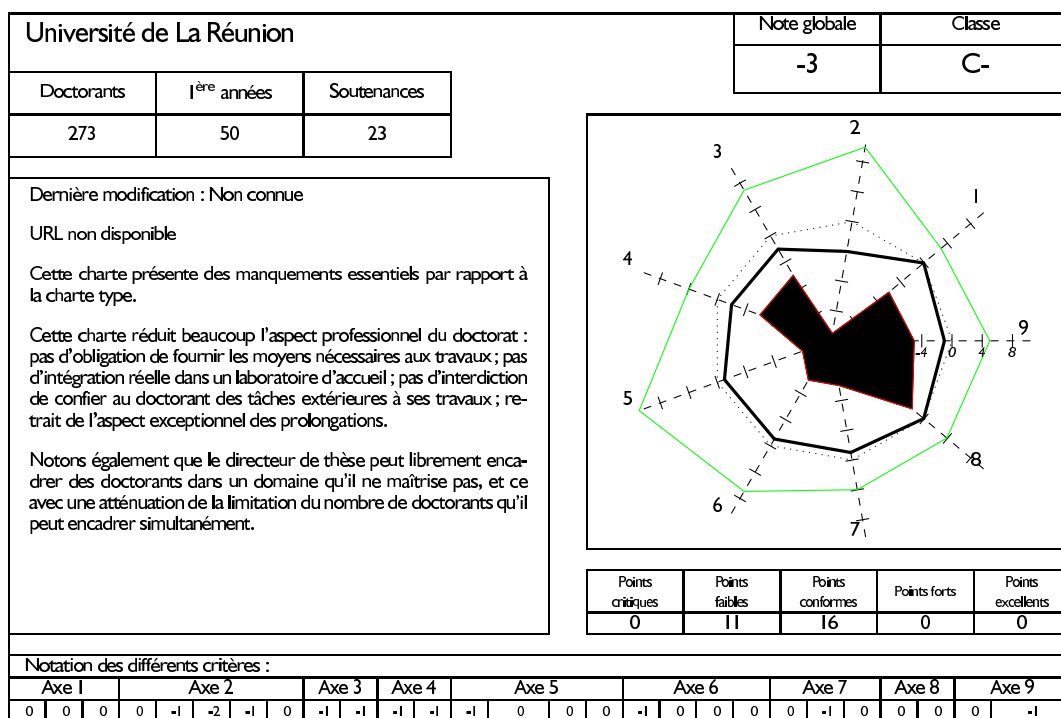 Université de La Réunion
Note globale Classe
-3 C-
Doctorants 1ère années Soutenances
273 50 23
Dernière modification : Non connue
URL non disponible
Cette charte présente des manquements essentiels par rapport à
la charte type.
Cette charte réduit beaucoup l'aspect professionnel du doctorat :
pas d'obligation de fournir les moyens nécessaires aux travaux ; pas
d'intégration réelle dans un laboratoire d'accueil ; pas d'interdiction
de confier au doctorant des tâches extérieures à ses travaux ; re-
trait de l'aspect exceptionnel des prolongations.
Notons également que le directeur de thèse peut librement enca-
drer des doctorants dans un domaine qu'il ne maîtrise pas, et ce
avec une atténuation de la limitation du nombre de doctorants qu'il
peut encadrer simultanément.
2
3
1
4
9
-4 0 4 8
5
8
6
7
Points critiques Points faibles Points conformes Points forts Points excellents
0 11 16 0 0
Notation des différents critères :
Axe 1 Axe 2 Axe 3 Axe 4 Axe 5 Axe 6 Axe 7 Axe 8 Axe 9
0 0 0 0 -1 -2 -1 0 -1 -1 -1 -1 -1 0 0 0 -1 0 0 0 0 -1 0 0 0 0 -1